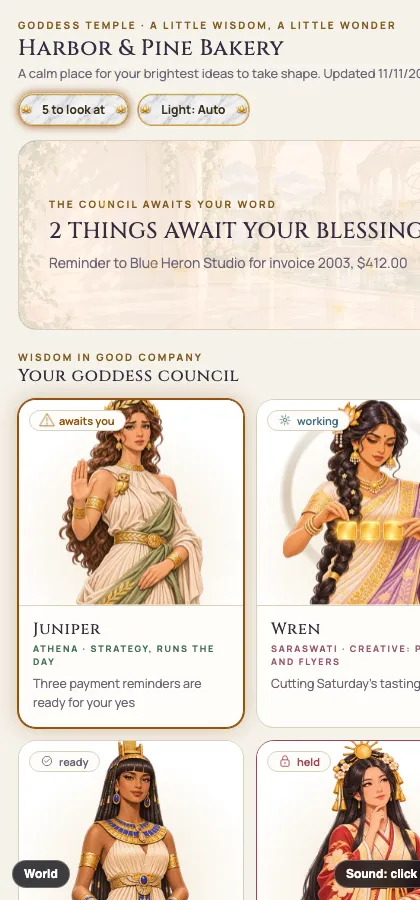 GODDESS TEMPLE · A LITTLE WISDOM, A LITTLE WONDER
Harbor & Pine Bakery
A calm place for your brightest ideas to take shape. Updated 11/11/20
5 to look at
Light: Auto
THE COUNCIL AWAITS YOUR WORD
2 THINGS AWAIT YOUR BLESSING
Reminder to Blue Heron Studio for invoice 2003, $412.00
WISDOM IN GOOD COMPANY
Your goddess council
awaits you
working
Juniper
ATHENA · STRATEGY, RUNS THE
DAY
Three payment reminders are
ready for your yes
Wren
SARASWATI · CREATIVE:
AND FLYERS
Cutting Saturday's tasting
ready
held
World
Sound: click